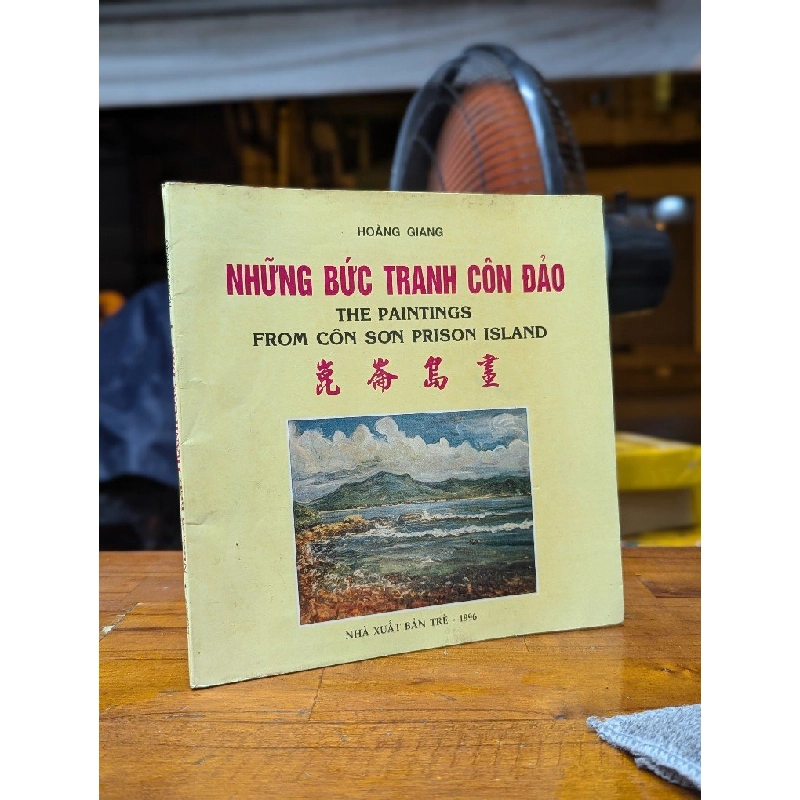 HOÀNG GIANG
NHỮNG BỨC TRANH CÔN ĐẢO
THE PAINTINGS
FROM CÔN SƠN PRISON ISLAND
崑崙島畫
NHÀ XUẤT BẢN TRẺ - 1996